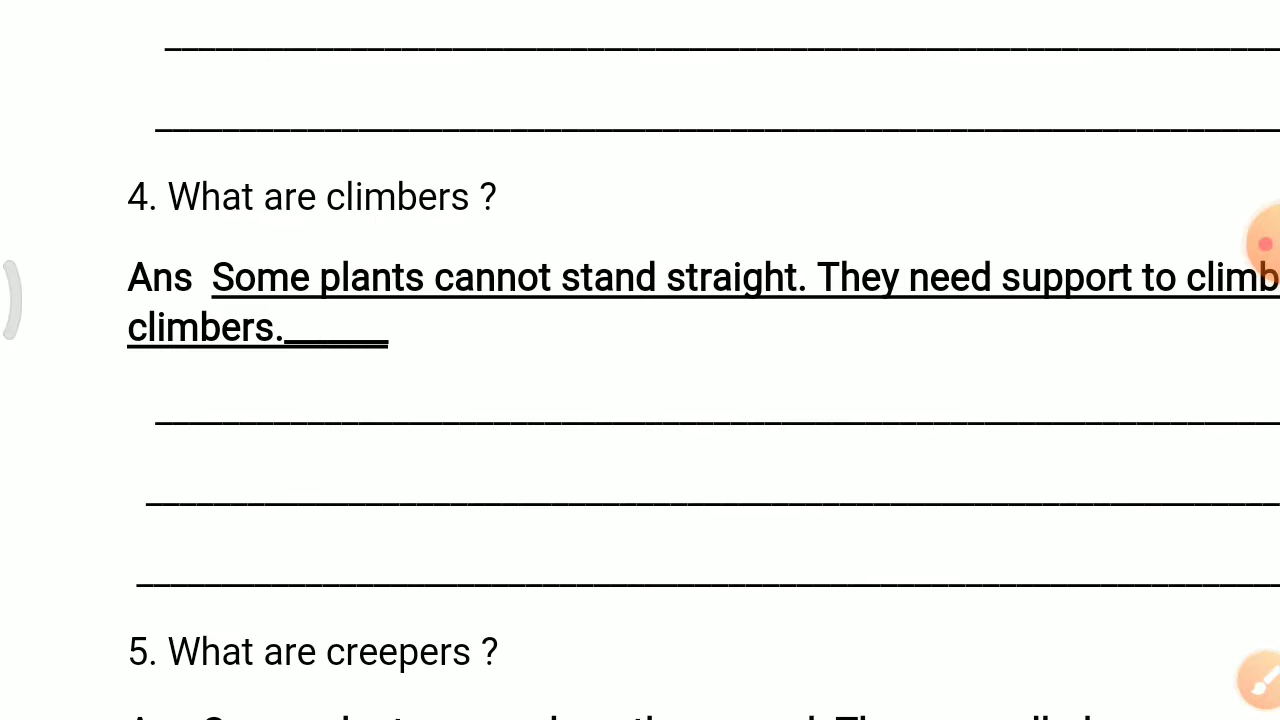 4. What are climbers ?
Ans Some plants cannot stand straight. They need support to climb
climbers.
5. What are creepers ?